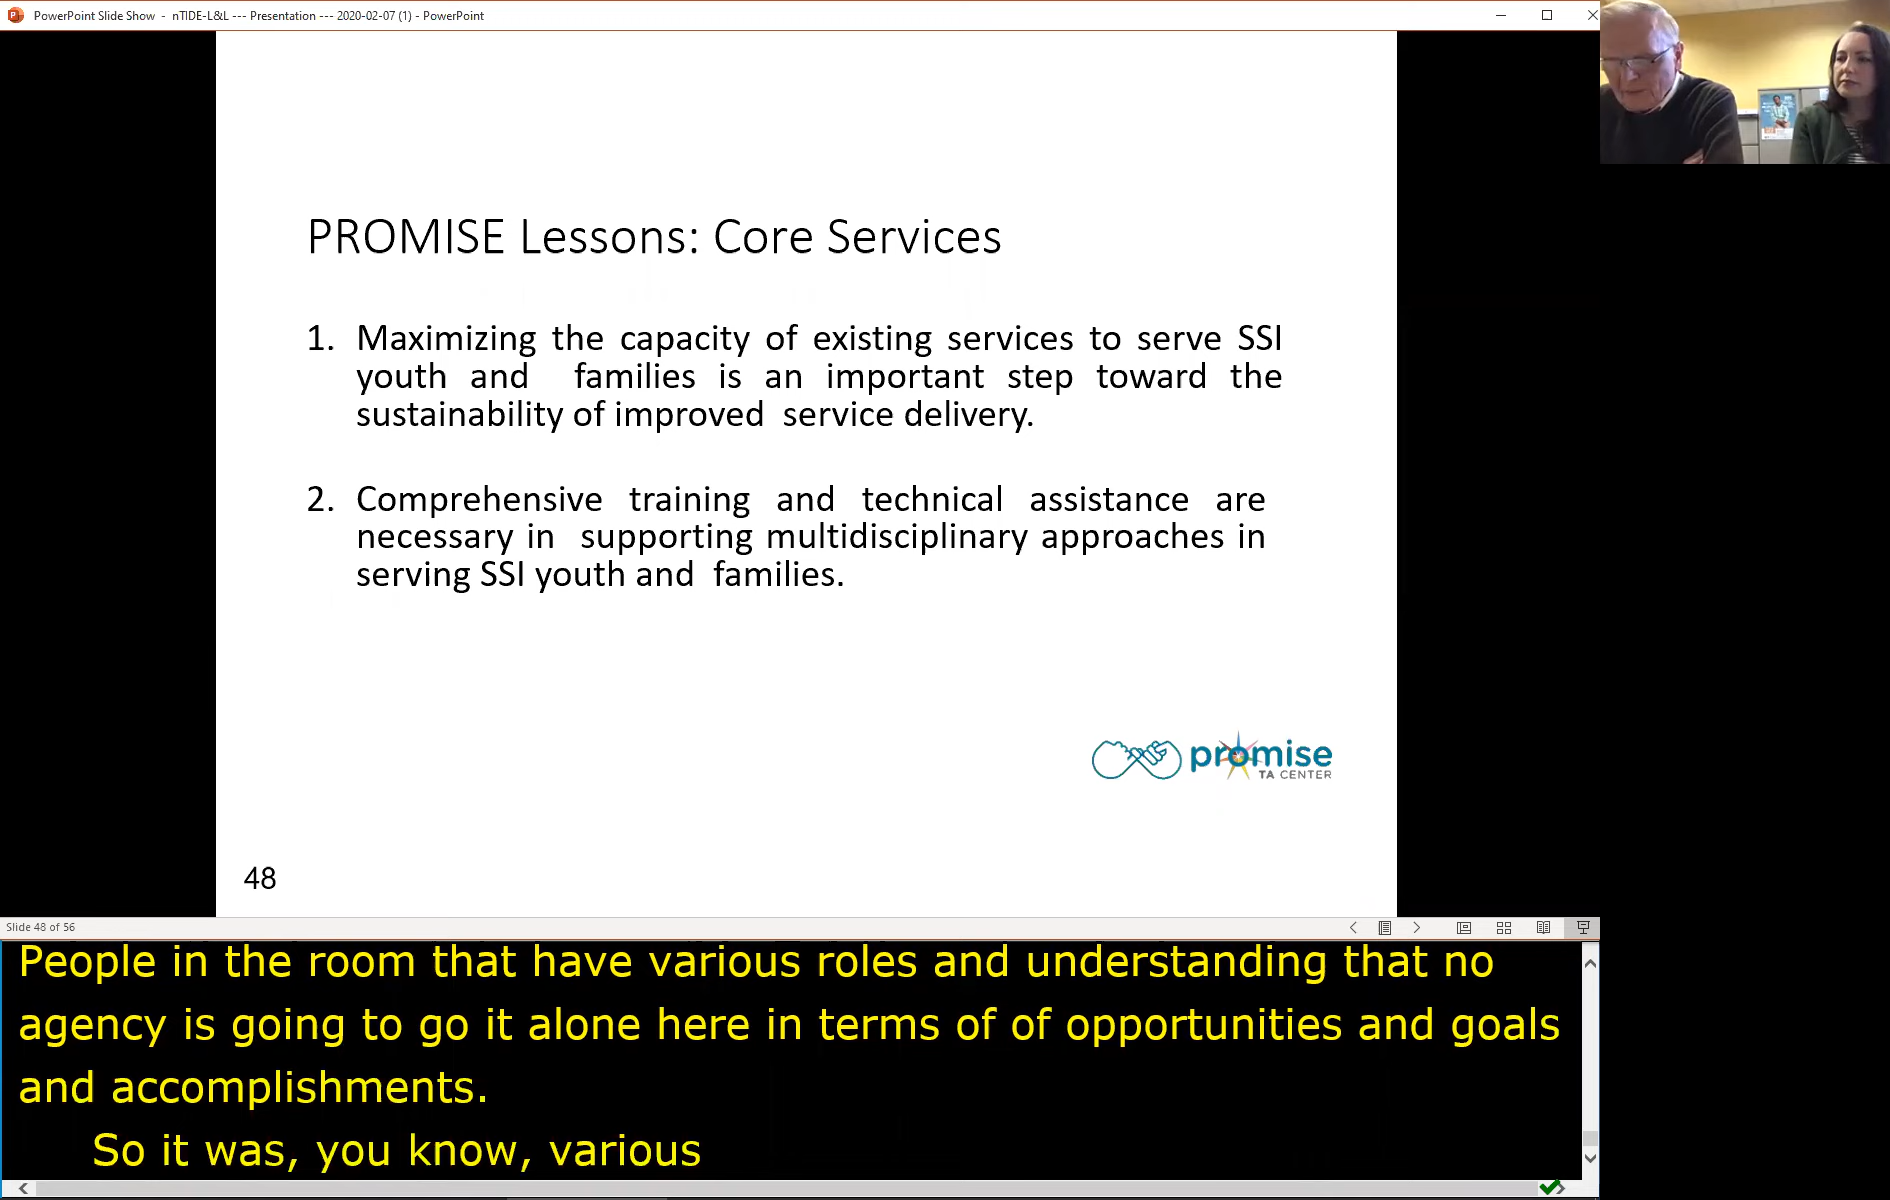 PowerPoint Slide Show - nTIDE-L&L --- Presentation --- 2020-02-07 (1) - PowerPoint
PROMISE Lessons: Core Services
1. Maximizing the capacity of existing services to serve SSI
youth and families is an important step toward the
sustainability of improved service delivery.
2. Comprehensive training and technical assistance are
necessary in supporting multidisciplinary approaches in
serving SSI youth and families.
promise
TA CENTER
48
Slide 48 of 56
People in the room that have various roles and understanding that no
agency is going to go it alone here in terms of of opportunities and goals
and accomplishments.
So it was, you know, various